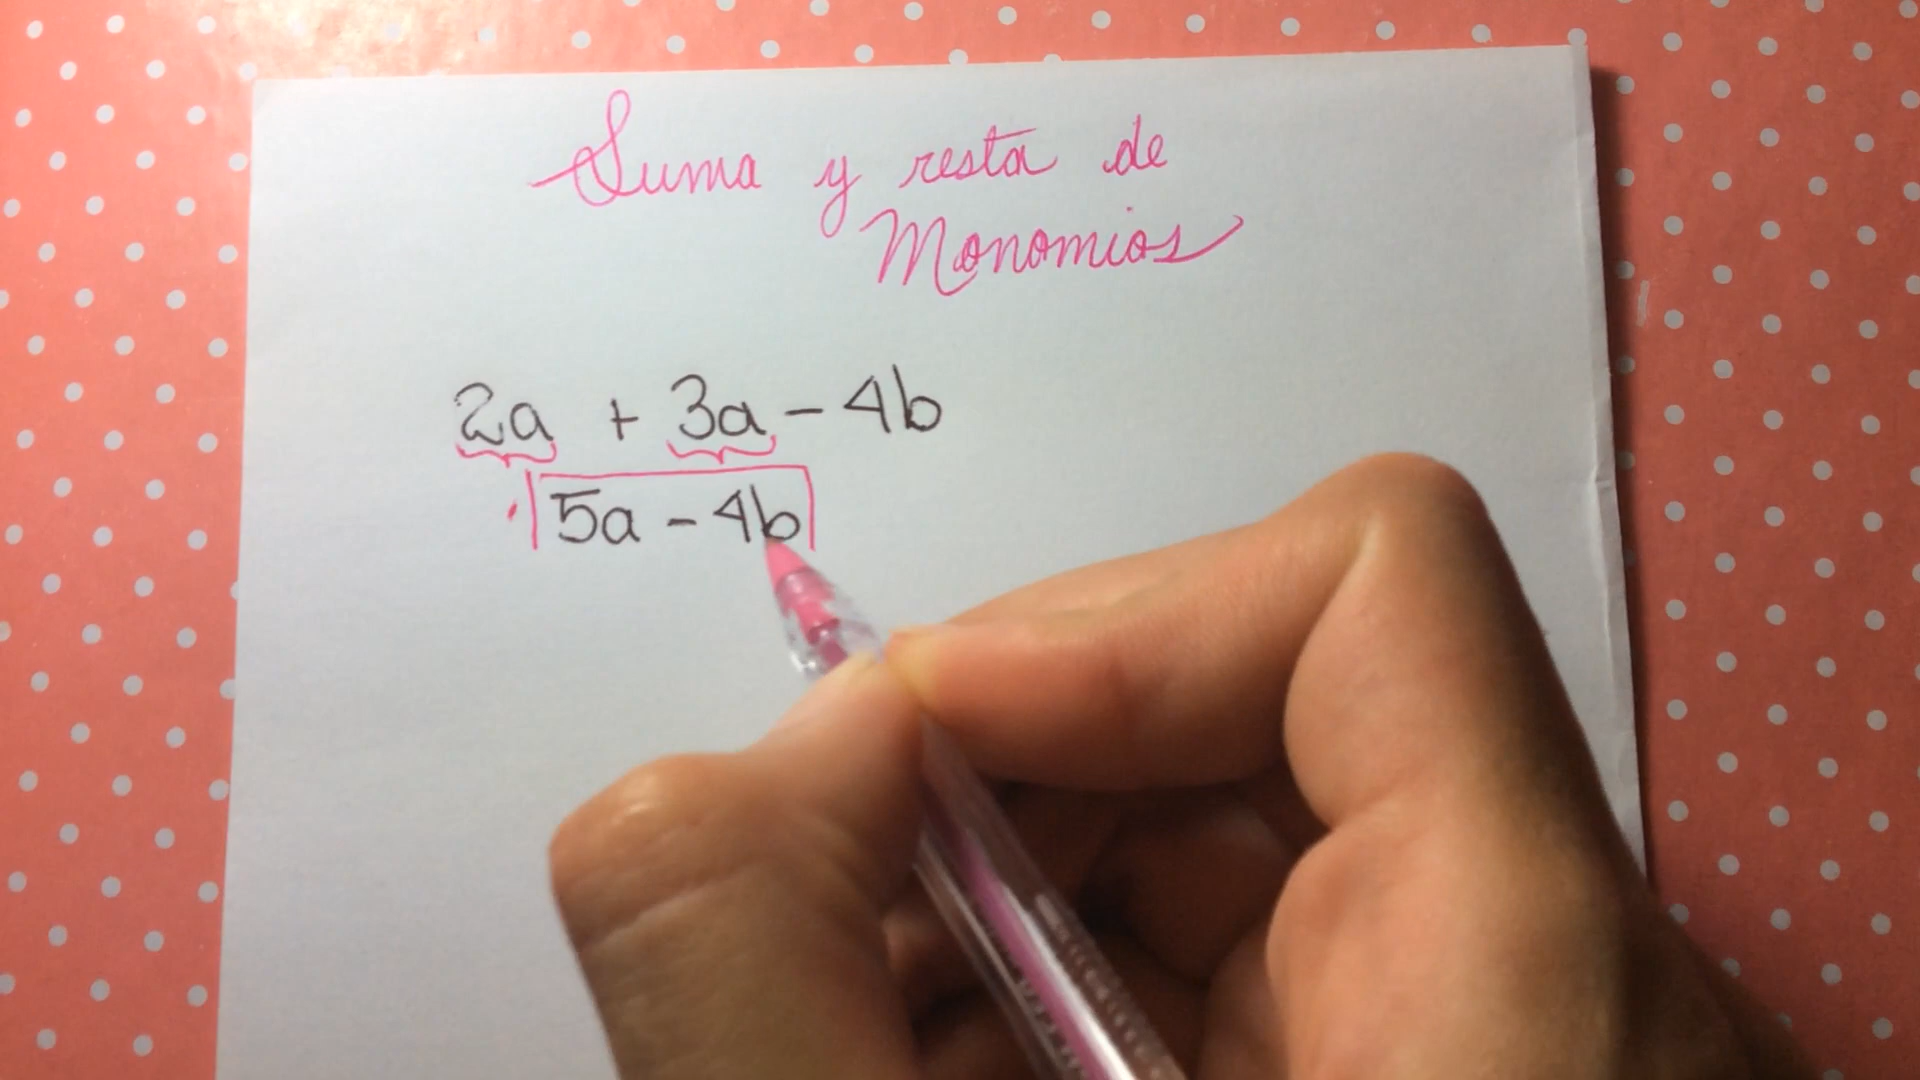 Suma y resta de
Monomios
2a + 3a - 4b
5a - 4b